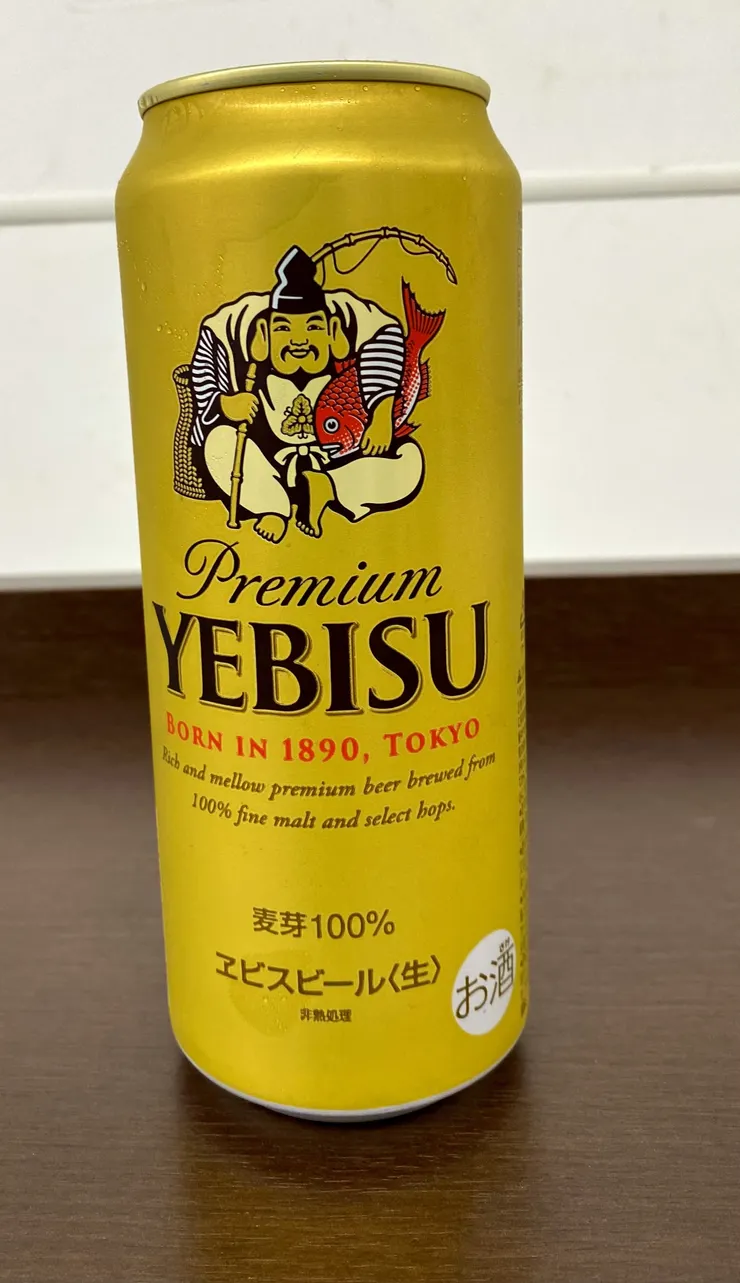 Premium
YEBISU
BORN IN 1890, TOKYO
Rich and mellow premium beer brewed from
100% fine malt and select hops.
麦芽100%
ヱビスビール〈生〉
非熱処理
お酒